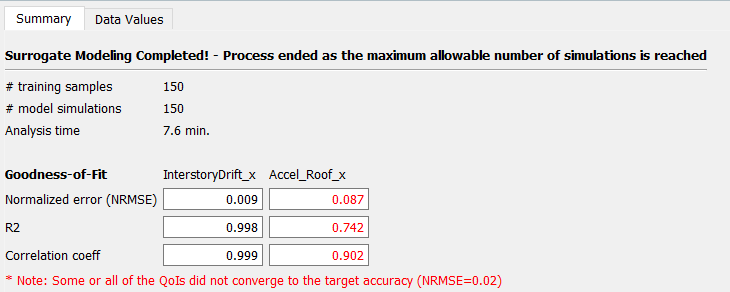 Summary Data Values
Surrogate Modeling Completed! - Process ended as the maximum allowable number of simulations is reached
# training samples 150
# model simulations 150
Analysis time 7.6 min.
Goodness-of-Fit InterstoryDrift_x Accel_Roof_x
Normalized error (NRMSE) 0.009 0.087
R2 0.998 0.742
Correlation coeff 0.999 0.902
* Note: Some or all of the QoIs did not converge to the target accuracy (NRMSE=0.02)